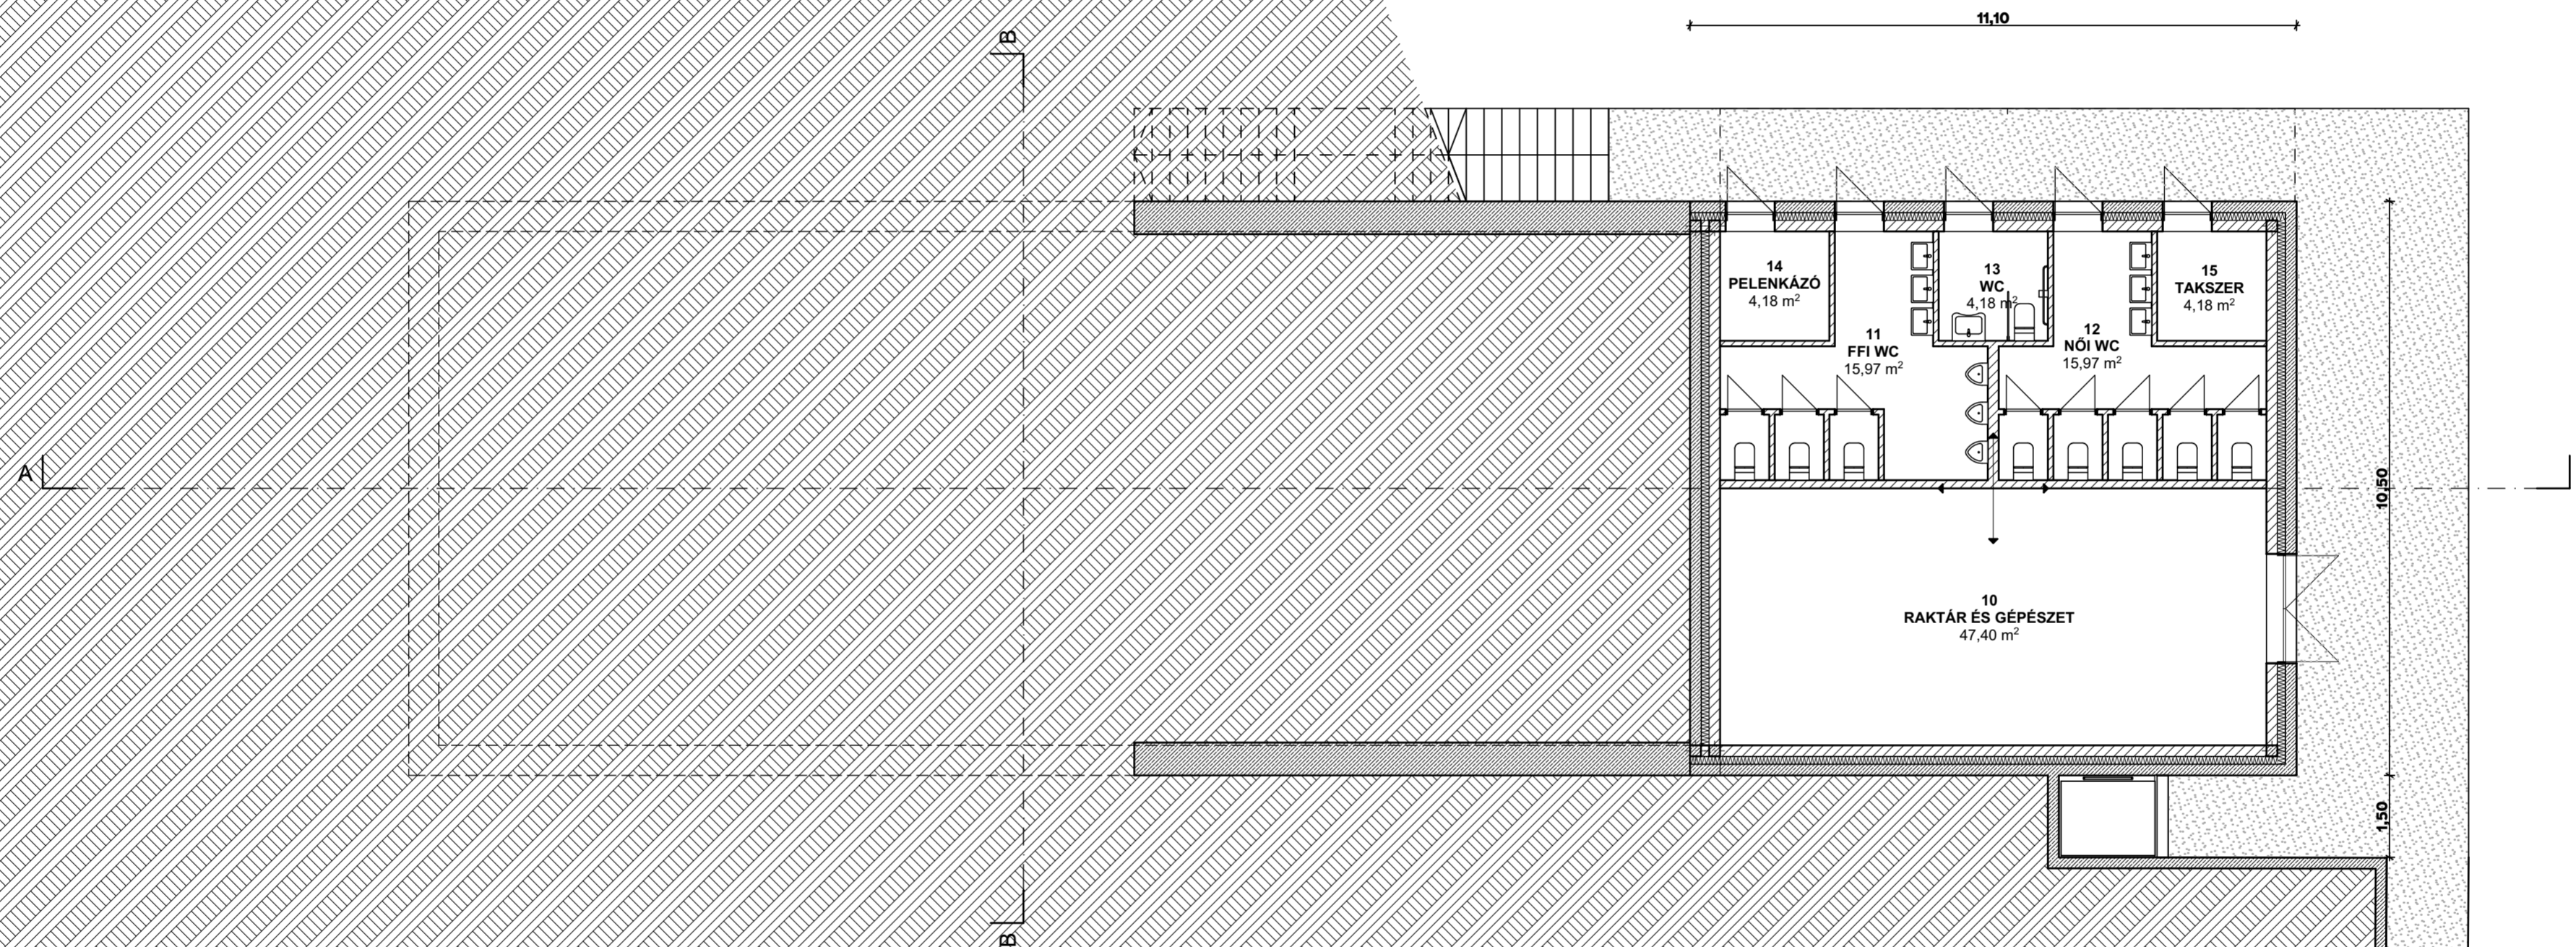 11,10
B
14
PELENKÁZÓ
4,18 m²
13
WC
4,18 m²
15
TAKSZER
4,18 m²
11
FFI WC
15,97 m²
12
NŐI WC
15,97 m²
A
10,50
10
RAKTÁR ÉS GÉPÉSZET
47,40 m²
1,50
B